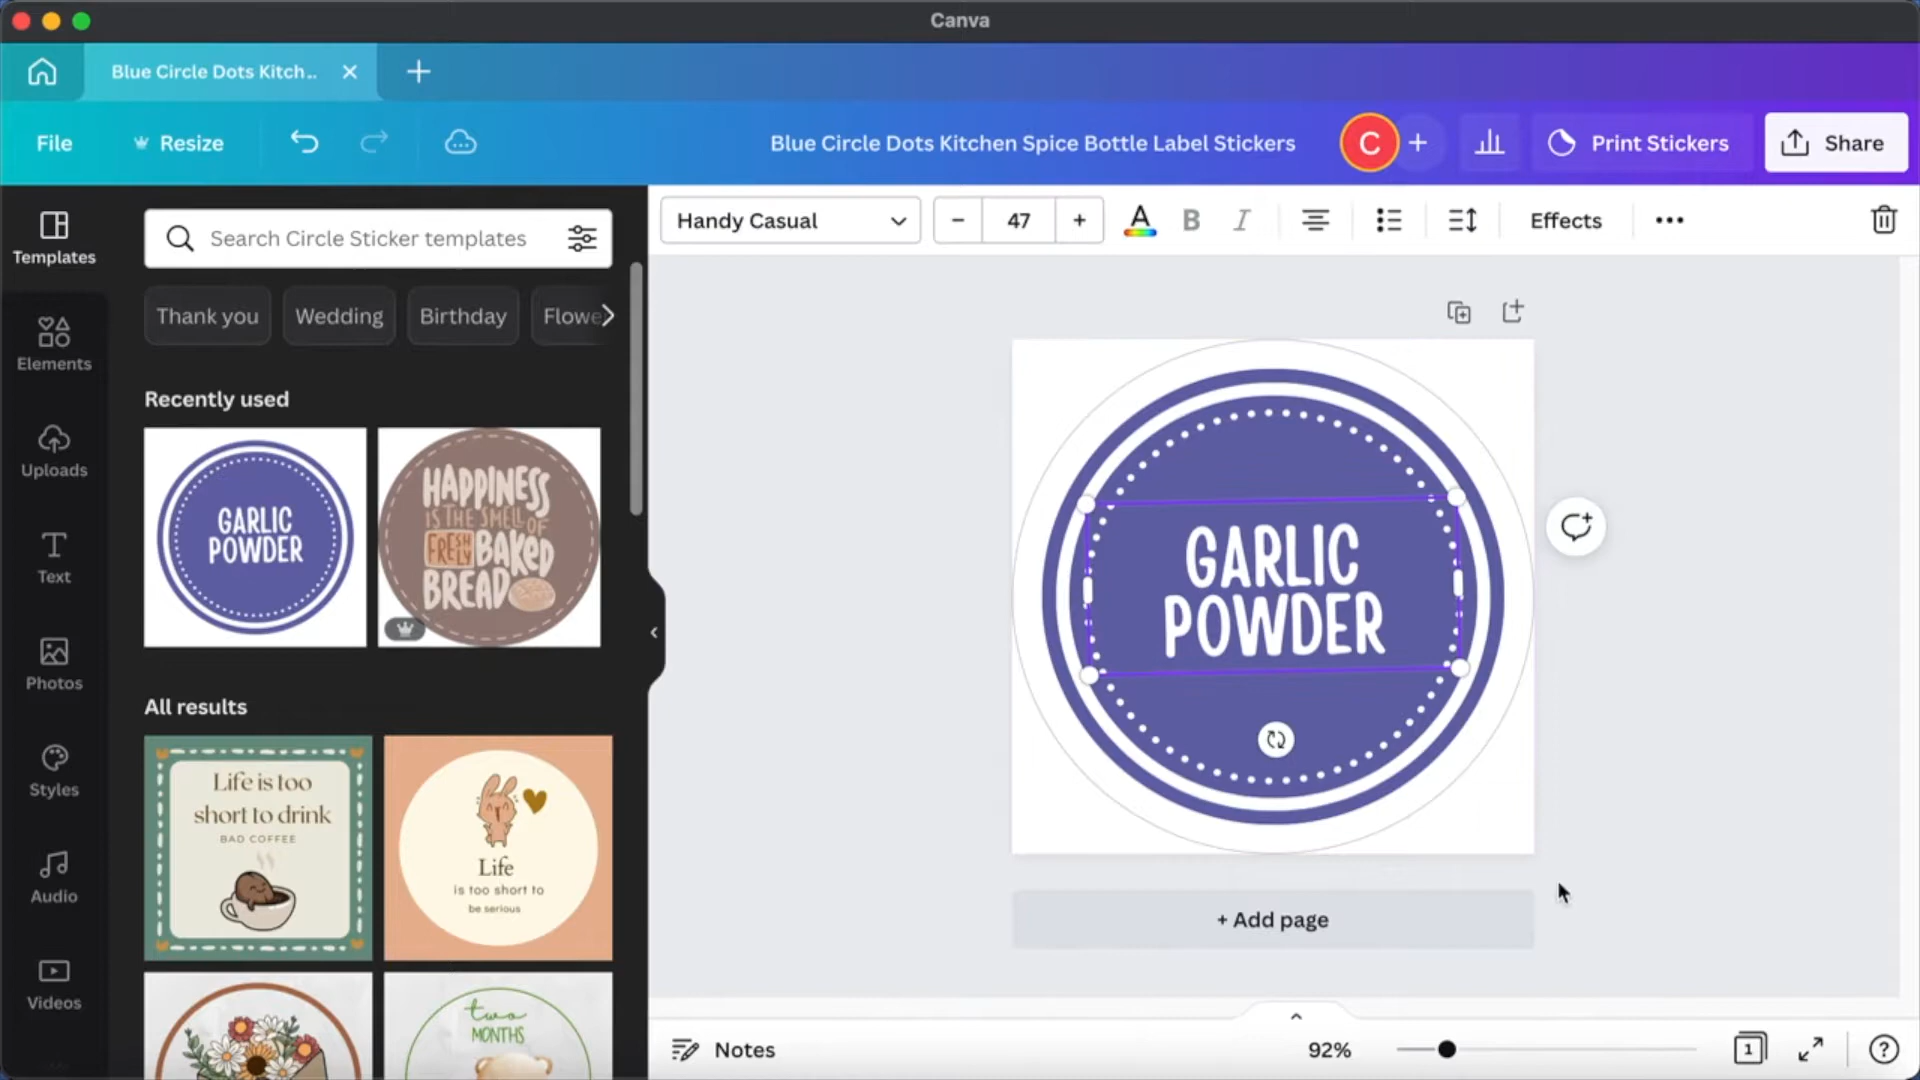 Canva
Blue Circle Dots Kitch...
File
Resize
Blue Circle Dots Kitchen Spice Bottle Label Stickers
C
Print Stickers
Share
Templates
Elements
Uploads
Text
Photos
Styles
Audio
Videos
Search Circle Sticker templates
Thank you
Wedding
Birthday
Flowe
Recently used
GARLIC
POWDER
HAPPINESS
IS THE SMELL OF
FRESHLY BAKED
BREAD
All results
Life is too
short to drink
BAD COFFEE
Life
is too short to
be serious
two
MONTHS
Handy Casual
47
A
B
I
Effects
GARLIC
POWDER
+ Add page
Notes
92%
1